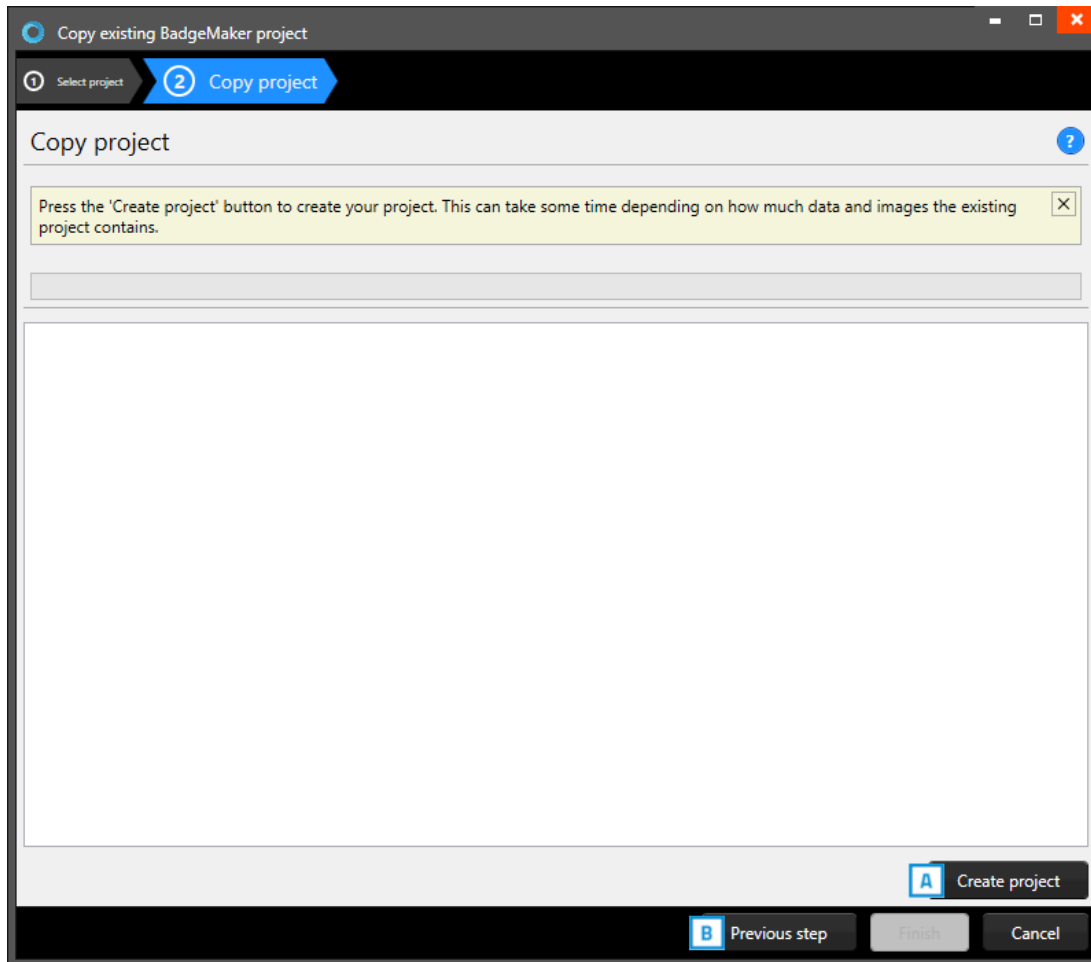 Copy existing BadgeMaker project
1 Select project 2 Copy project
Copy project
?
Press the 'Create project' button to create your project. This can take some time depending on how much data and images the existing
project contains.
A Create project
B Previous step Finish Cancel